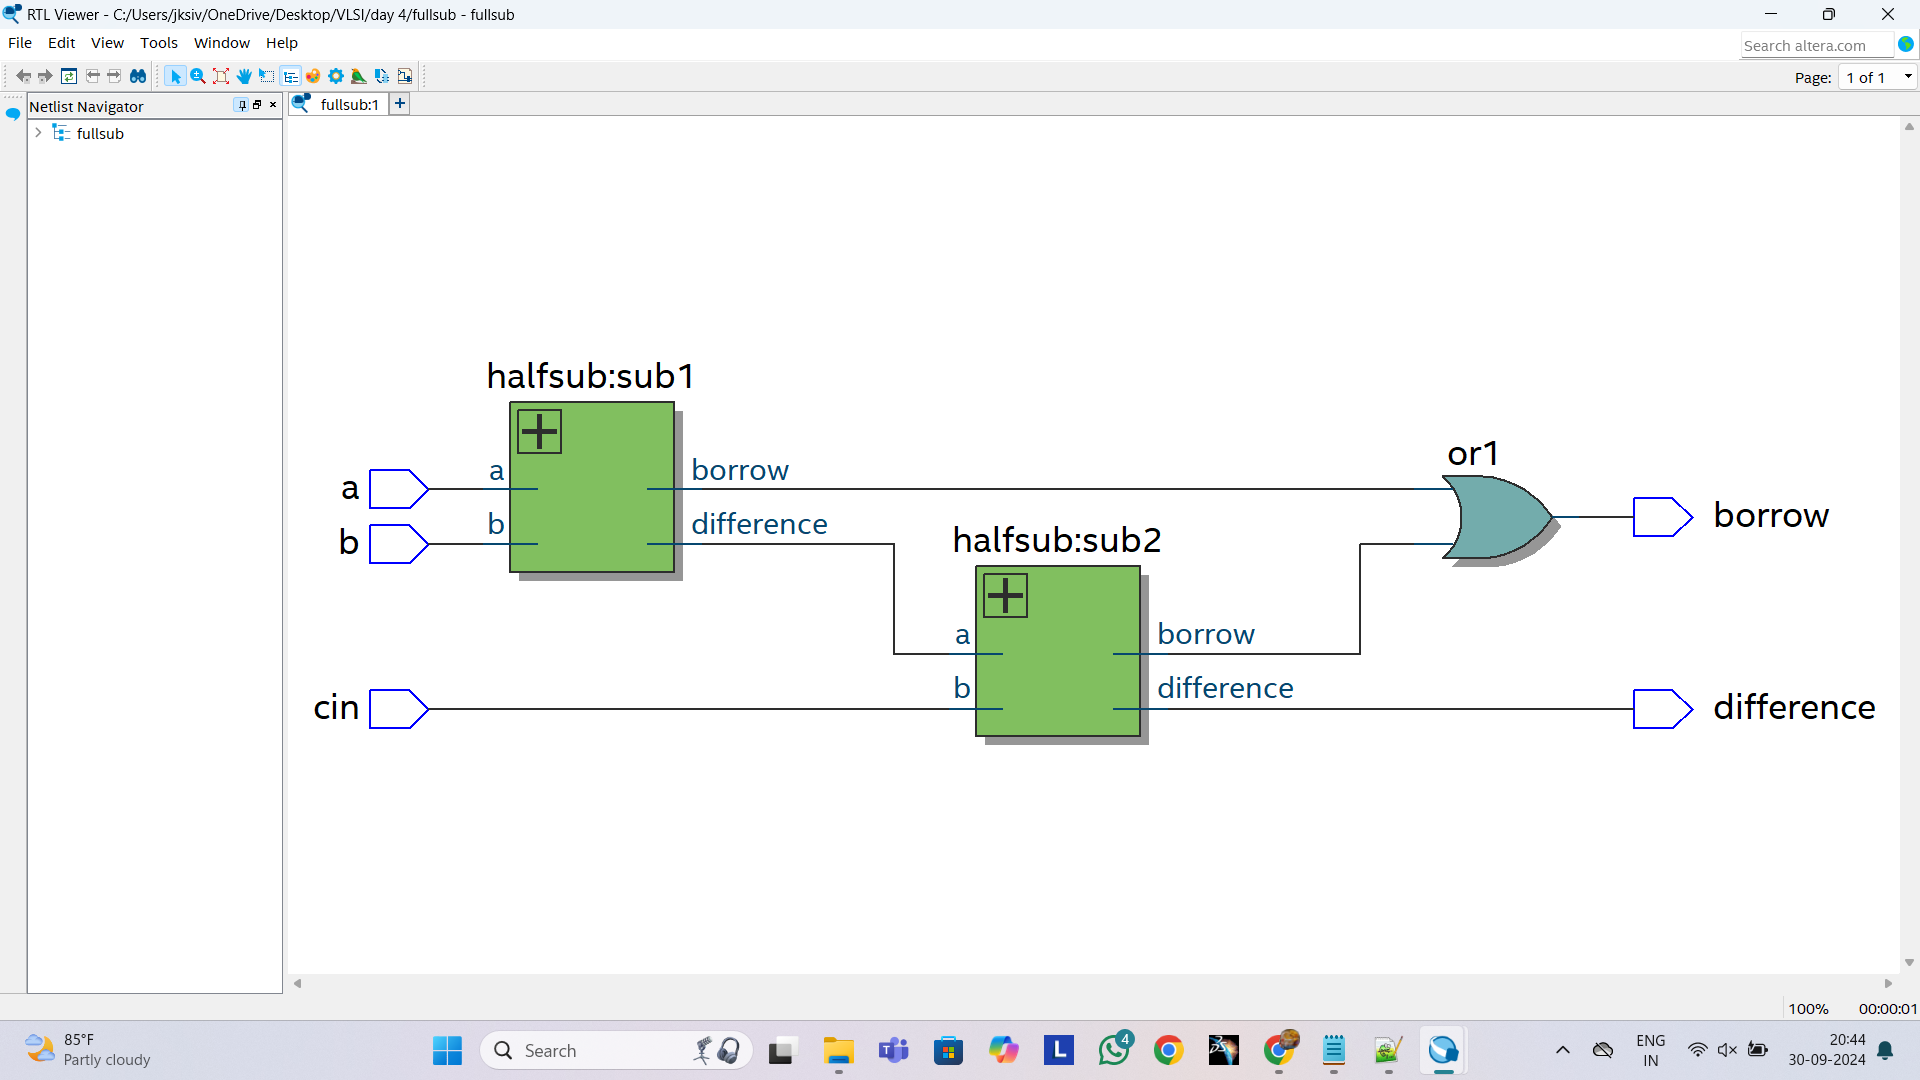 RTL Viewer - C:/Users/jksiv/OneDrive/Desktop/VLSI/day 4/fullsub - fullsub
File Edit View Tools Window Help
Search altera.com
Page: 1 of 1
Netlist Navigator
fullsub:1
fullsub
halfsub:sub1
or1
a
a
borrow
borrow
b
b
difference
halfsub:sub2
a
borrow
cin
b
difference
difference
100% 00:00:01
85°F
Partly cloudy
Search
L
4
ENG
IN
20:44
30-09-2024